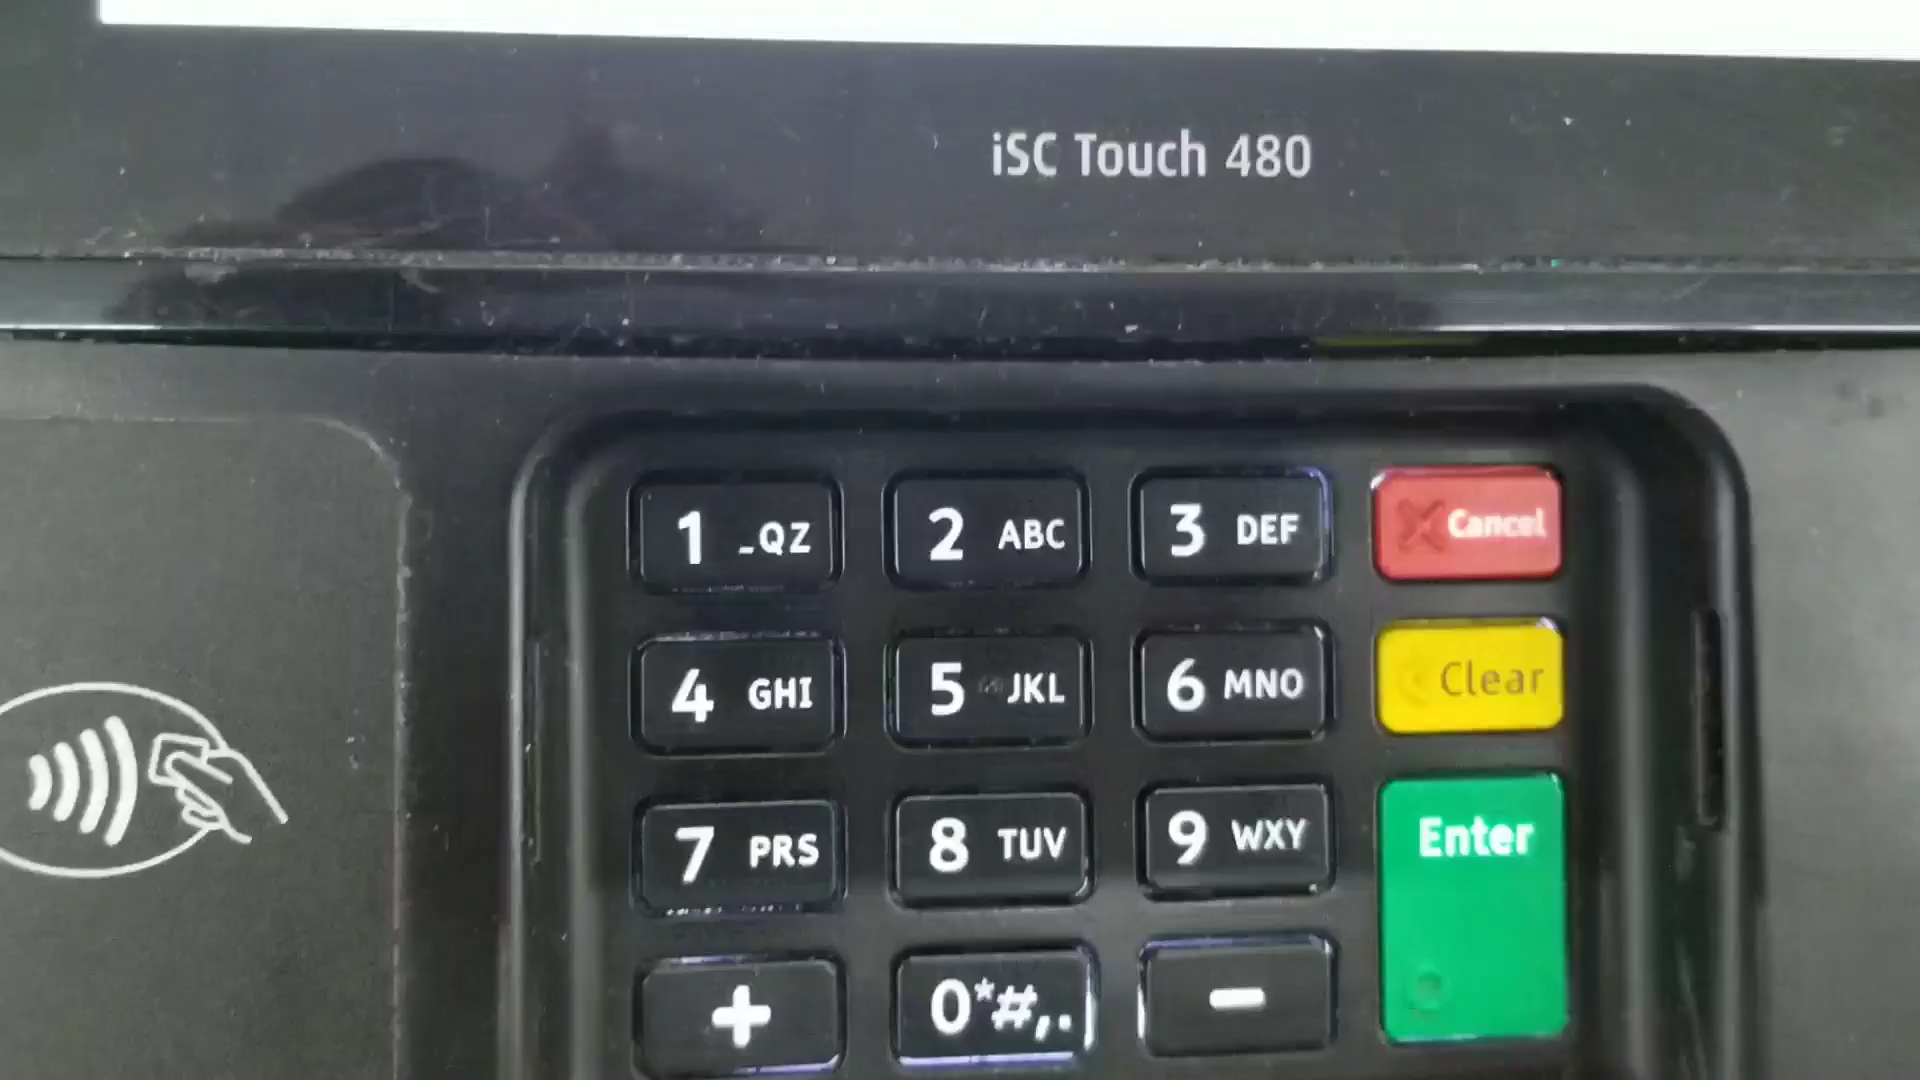 iSC Touch 480
1 _QZ 2 ABC 3 DEF Cancel
4 GHI 5 JKL 6 MNO Clear
7 PRS 8 TUV 9 WXY Enter
+ 0*#,. -